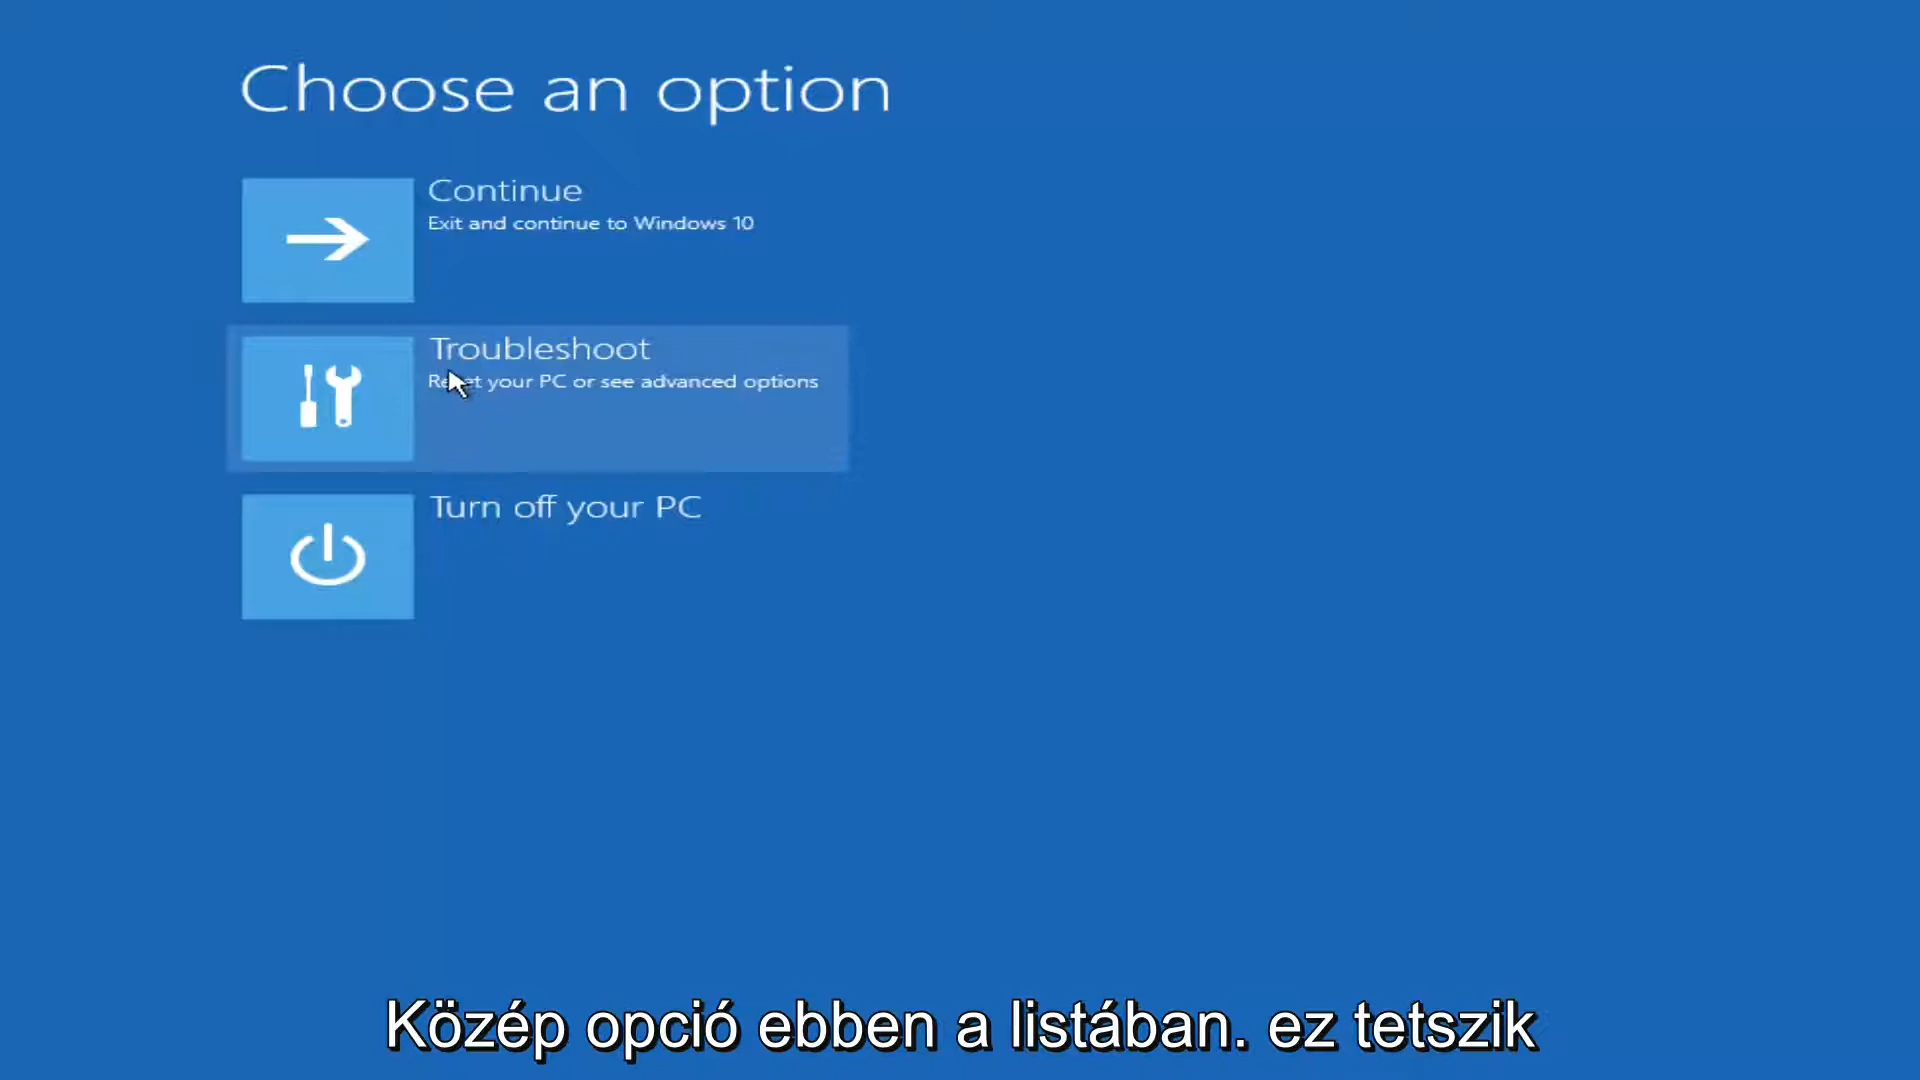 Choose an option
Continue
Exit and continue to Windows 10
Troubleshoot
Reset your PC or see advanced options
Turn off your PC
Közép opció ebben a listában. ez tetszik